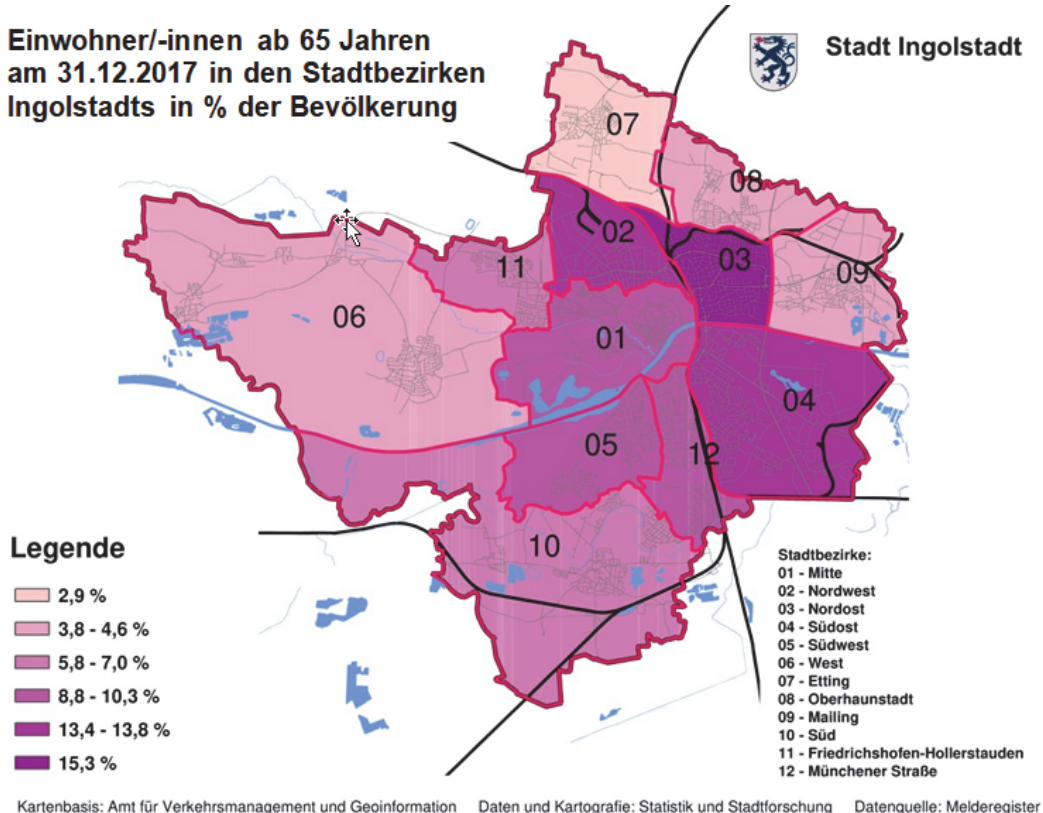 Einwohner/-innen ab 65 Jahren
am 31.12.2017 in den Stadtbezirken
Ingolstadts in % der Bevölkerung
Stadt Ingolstadt
07
08
02
03
11
09
06
01
04
05
12
10
Legende
2,9 %
3,8 - 4,6 %
5,8 - 7,0 %
8,8 - 10,3 %
13,4 - 13,8 %
15,3 %
Stadtbezirke:
01 - Mitte
02 - Nordwest
03 - Nordost
04 - Südost
05 - Südwest
06 - West
07 - Etting
08 - Oberhaunstadt
09 - Mailing
10 - Süd
11 - Friedrichshofen-Hollerstauden
12 - Münchener Straße
Kartenbasis: Amt für Verkehrsmanagement und Geoinformation Daten und Kartografie: Statistik und Stadtforschung Datenquelle: Melderegister